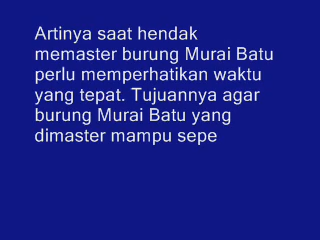 Artinya saat hendak
memaster burung Murai Batu
perlu memperhatikan waktu
yang tepat. Tujuannya agar
burung Murai Batu yang
dimaster mampu sepe